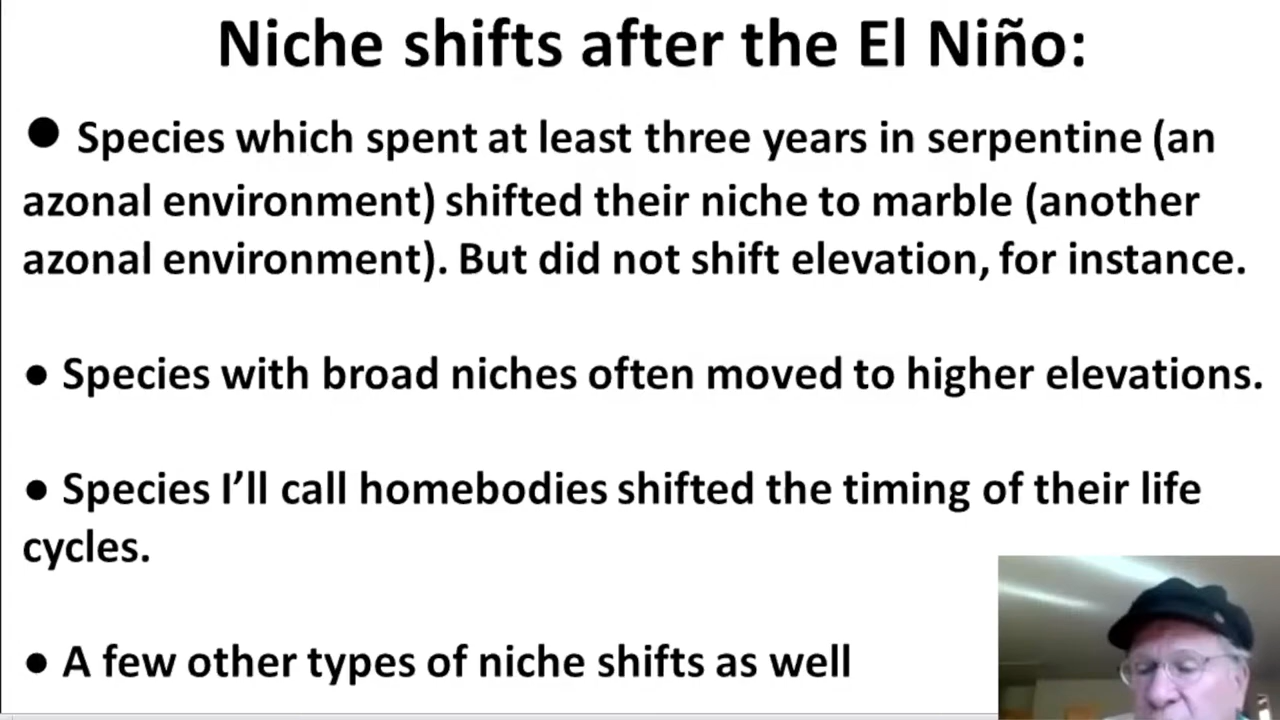 Niche shifts after the El Niño:
● Species which spent at least three years in serpentine (an
azonal environment) shifted their niche to marble (another
azonal environment). But did not shift elevation, for instance.
● Species with broad niches often moved to higher elevations.
● Species I’ll call homebodies shifted the timing of their life
cycles.
● A few other types of niche shifts as well